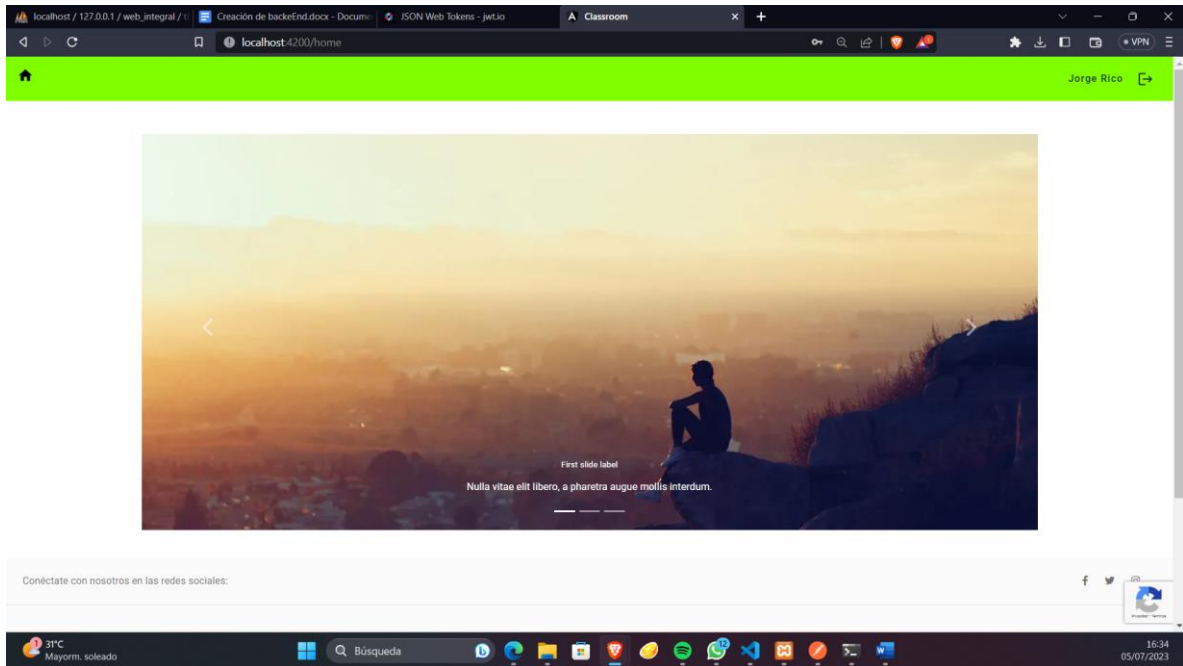 localhost / 127.0.0.1 / web_integral / t
Creación de backeEnd.docx - Docume
JSON Web Tokens - jwt.io
Classroom
localhost:4200/home
VPN
Jorge Rico
First slide label
Nulla vitae elit libero, a pharetra augue mollis interdum.
Conéctate con nosotros en las redes sociales:
31°C
Mayorm. soleado
Búsqueda
12
16:34
05/07/2023